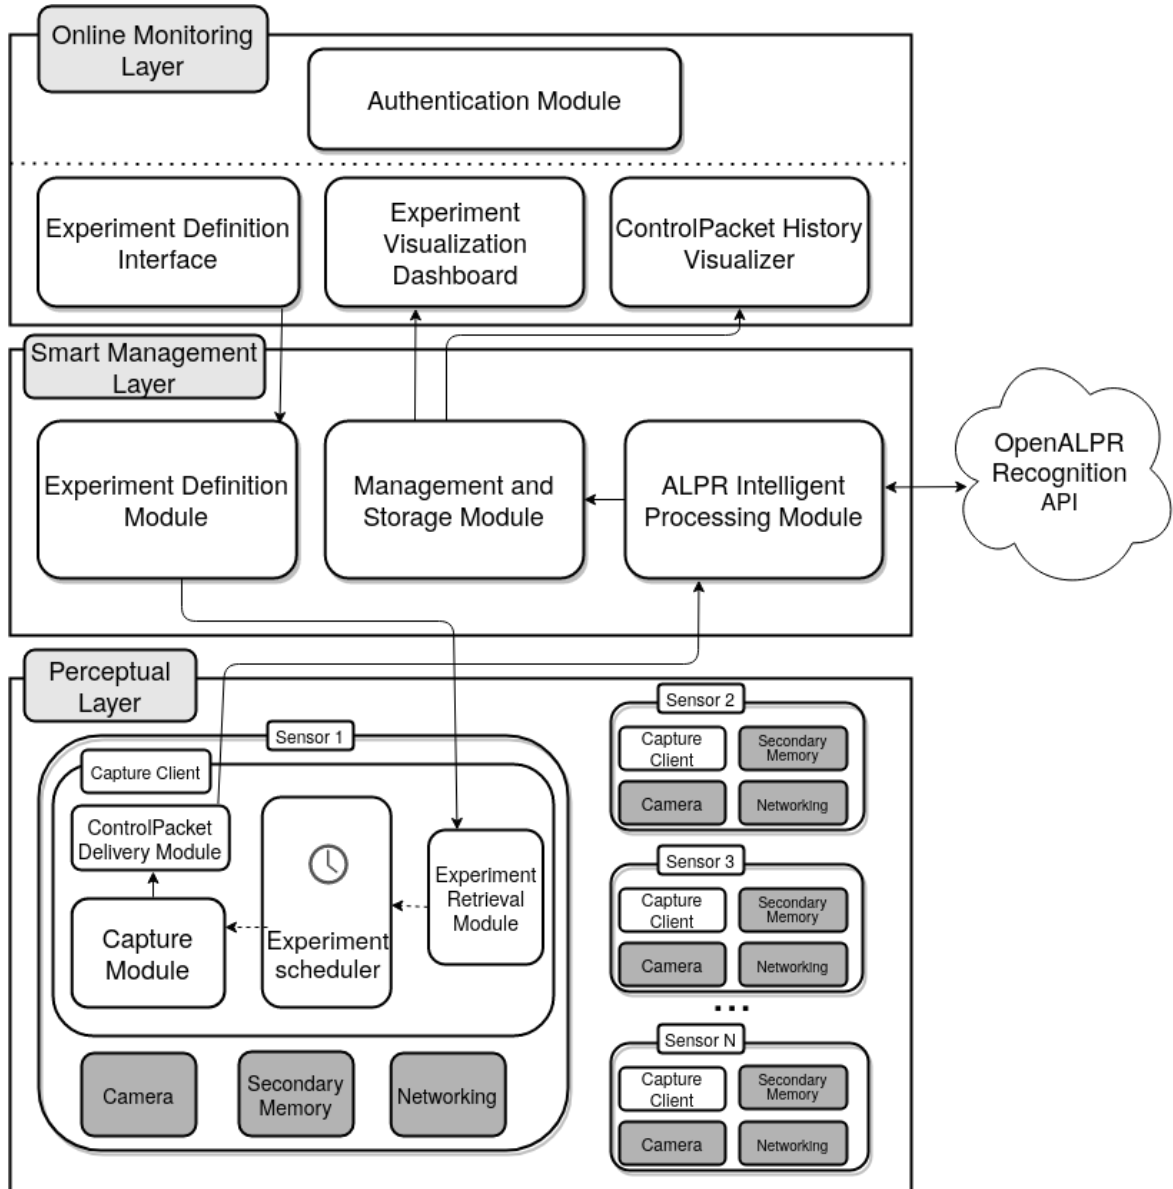 Online Monitoring
Layer
Authentication Module
Experiment Definition
Interface
Experiment
Visualization
Dashboard
ControlPacket History
Visualizer
Smart Management
Layer
Experiment Definition
Module
Management and
Storage Module
ALPR Intelligent
Processing Module
OpenALPR
Recognition
API
Perceptual
Layer
Sensor 1
Capture Client
ControlPacket
Delivery Module
Capture
Module
Experiment
scheduler
Experiment
Retrieval
Module
Camera
Secondary
Memory
Networking
Sensor 2
Capture
Client
Secondary
Memory
Camera
Networking
Sensor 3
Capture
Client
Secondary
Memory
Camera
Networking
...
Sensor N
Capture
Client
Secondary
Memory
Camera
Networking